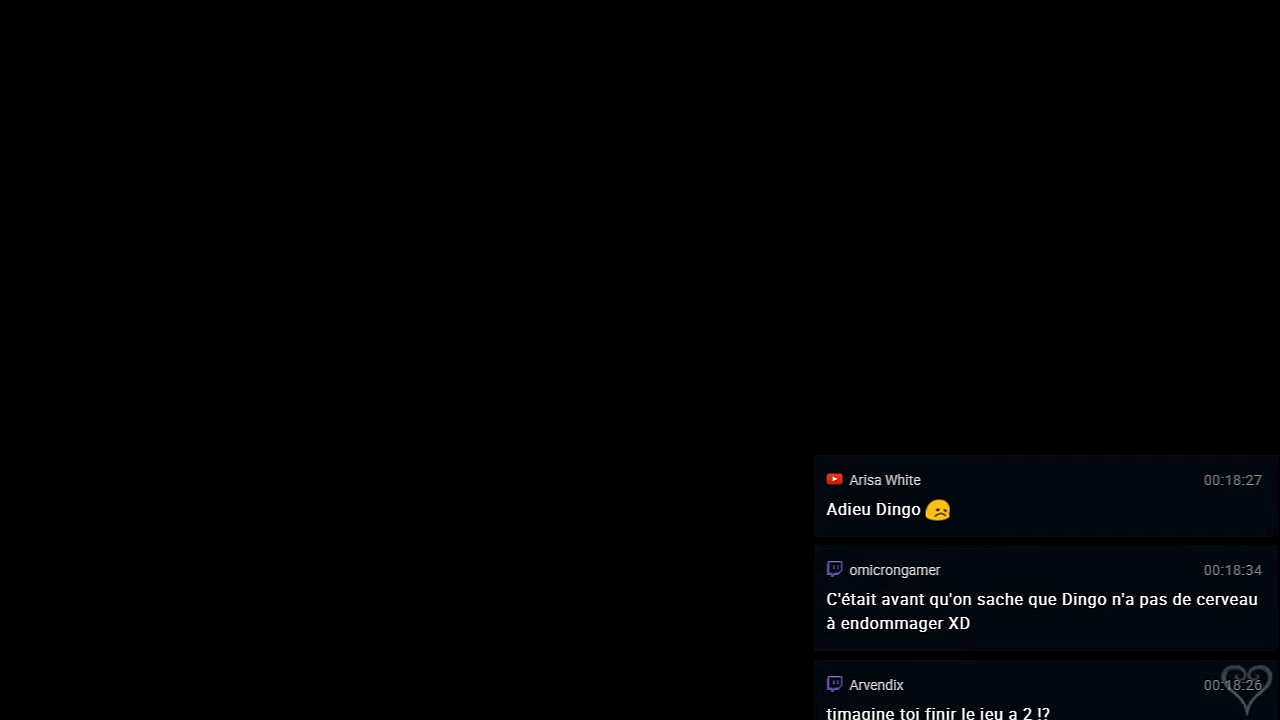 Arisa White 00:18:27
Adieu Dingo
omicrongamer 00:18:34
C'était avant qu'on sache que Dingo n'a pas de cerveau
à endommager XD
Arvendix 00:18:26
timagine toi finir le jeu a 2 !?